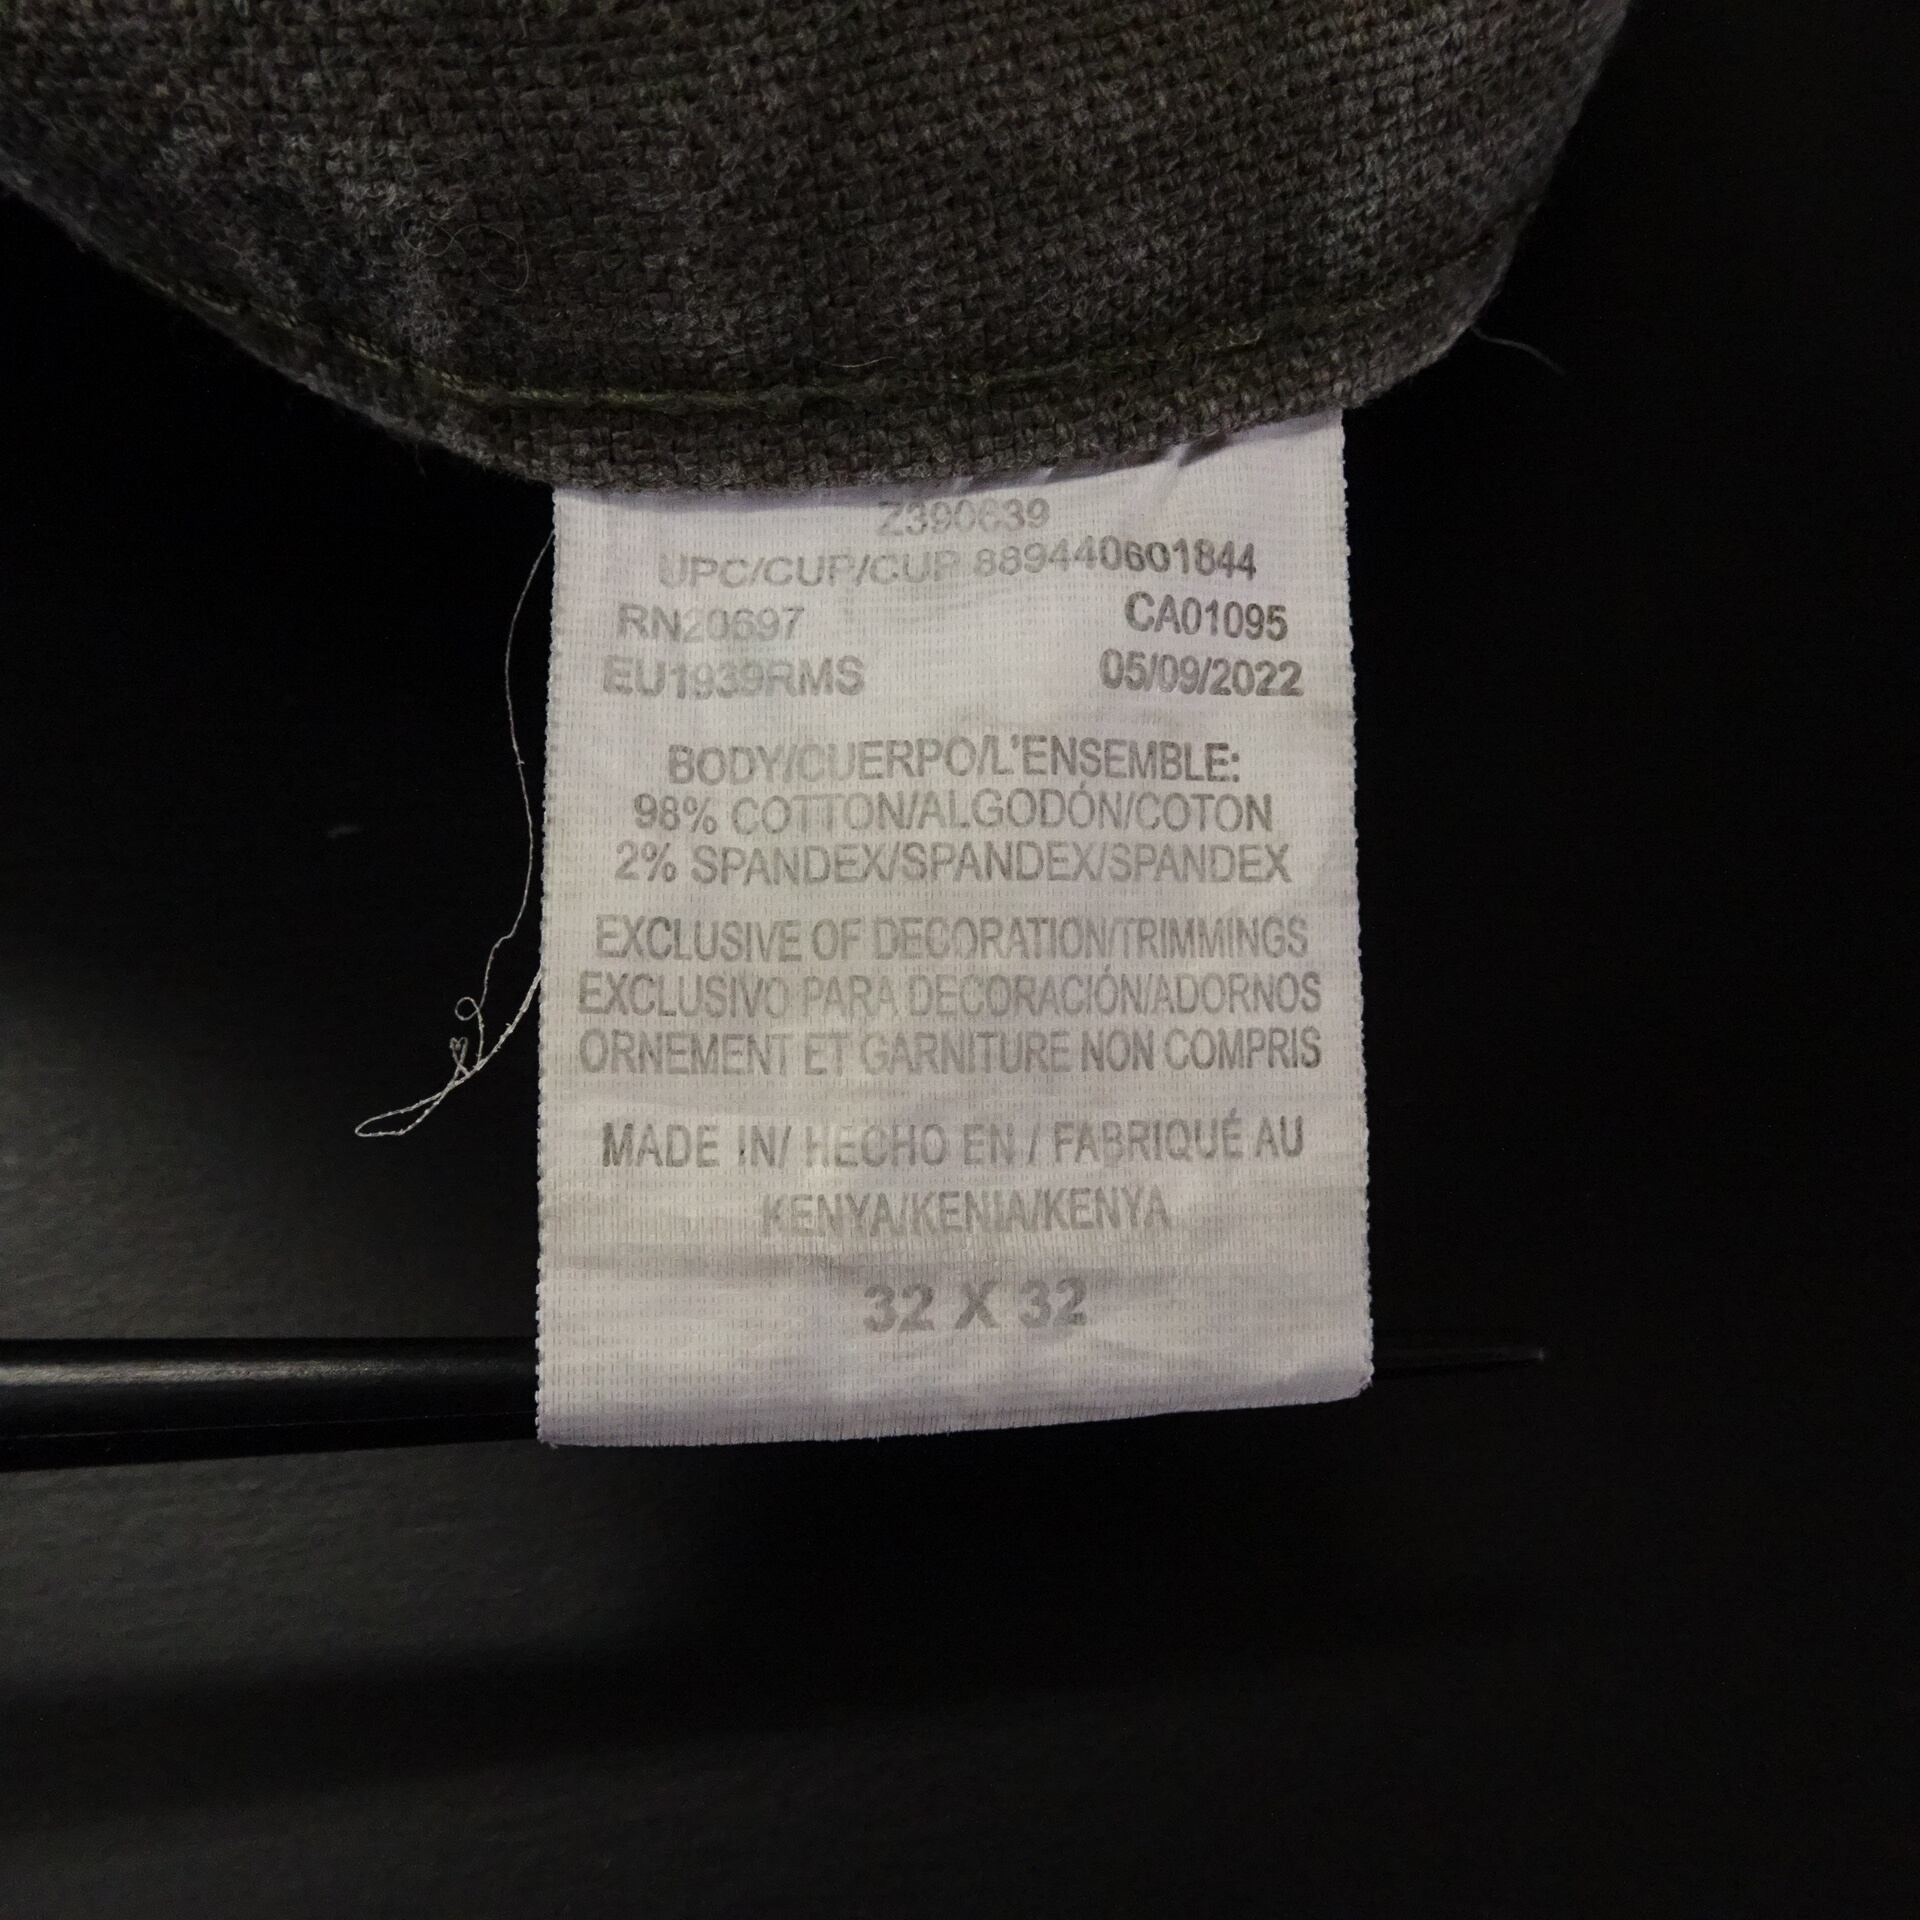 Z390639
UPC/CUP/CUP 889440601844
RN20697 CA01095
EU1939RMS 05/09/2022
BODY/CUERPO/L'ENSEMBLE:
98% COTTON/ALGODÓN/COTON
2% SPANDEX/SPANDEX/SPANDEX
EXCLUSIVE OF DECORATION/TRIMMINGS
EXCLUSIVO PARA DECORACIÓN/ADORNOS
ORNEMENT ET GARNITURE NON COMPRIS
MADE IN/ HECHO EN / FABRIQUÉ AU
KENYA/KENIA/KENYA
32 X 32